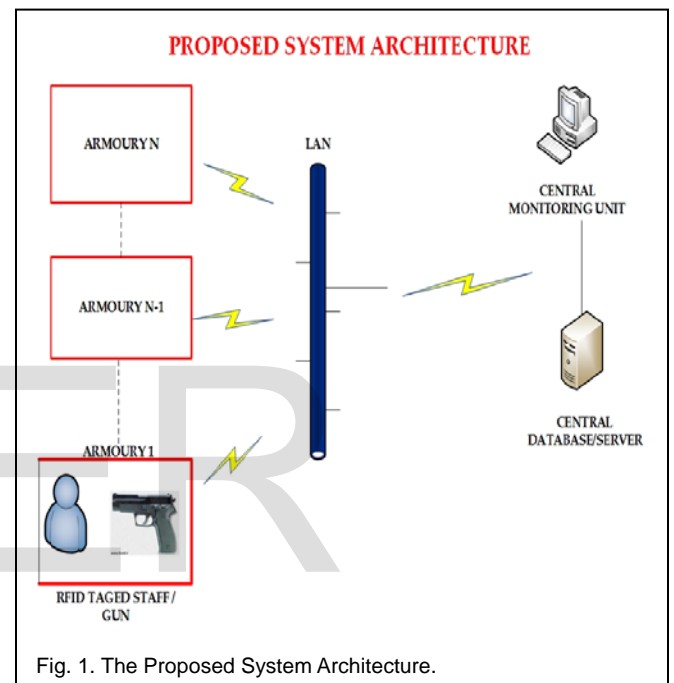 PROPOSED SYSTEM ARCHITECTURE
ARMOURY N
LAN
CENTRAL
MONITORING UNIT
ARMOURY N-1
CENTRAL
DATABASE/SERVER
ARMOURY 1
RFID TAGED STAFF /
GUN
ER
Fig. 1. The Proposed System Architecture.